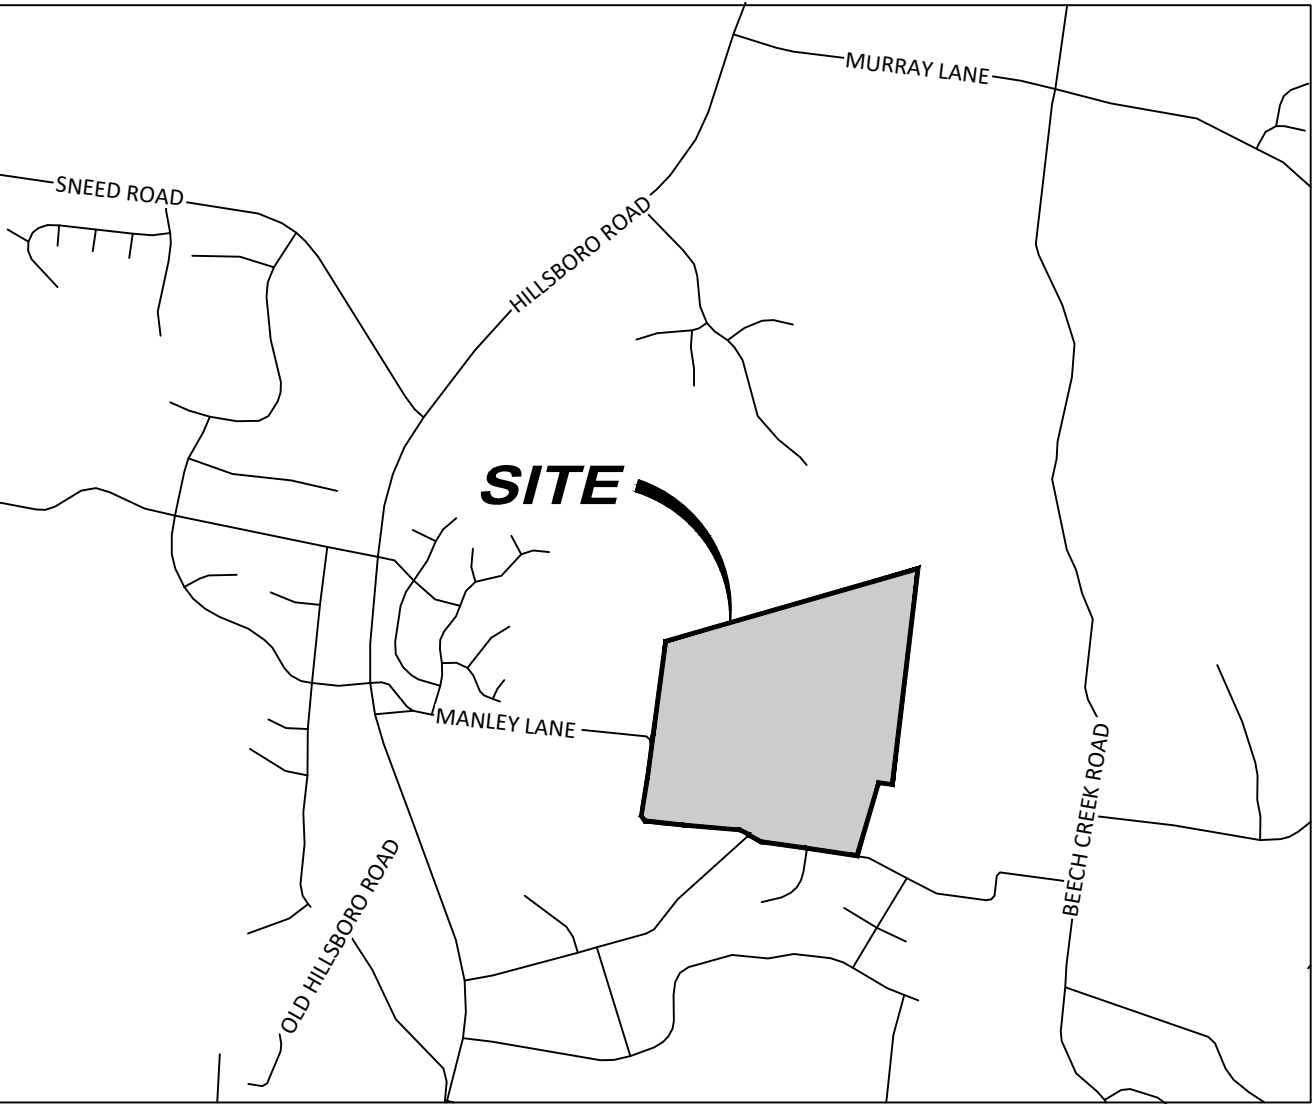 MURRAY LANE
SNEED ROAD
HILLSBORO ROAD
SITE
MANLEY LANE
BEECH CREEK ROAD
OLD HILLSBORO ROAD